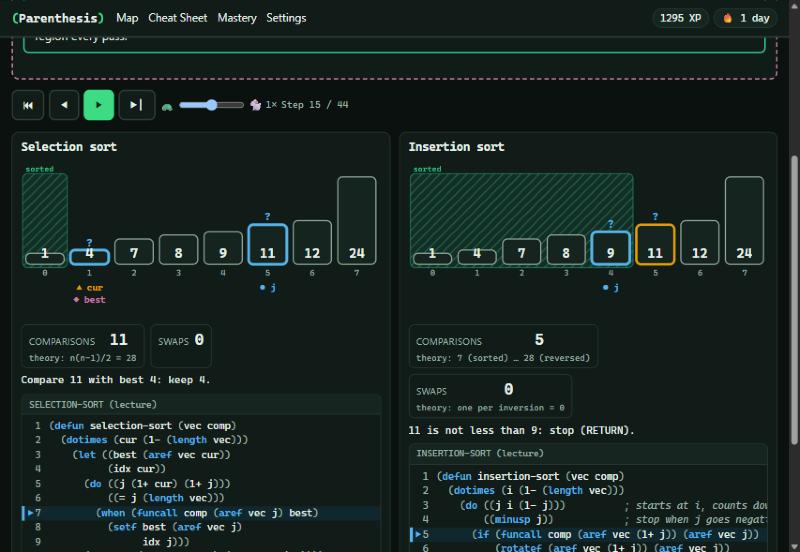 (Parenthesis) Map Cheat Sheet Mastery Settings 1295 XP 🔥 1 day
region every pass.
1× Step 15 / 44
Selection sort
sorted
? ?
1 4 7 8 9 11 12 24
0 1 2 3 4 5 6 7
▲ cur ● j
◆ best
COMPARISONS 11
theory: n(n-1)/2 = 28
SWAPS 0
Compare 11 with best 4: keep 4.
SELECTION-SORT (lecture)
1 (defun selection-sort (vec comp)
2 (dotimes (cur (1- (length vec)))
3 (let ((best (aref vec cur))
4 (idx cur))
5 (do ((j (1+ cur) (1+ j)))
6 ((= j (length vec)))
7 (when (funcall comp (aref vec j) best)
8 (setf best (aref vec j)
9 idx j)))
Insertion sort
sorted
? ?
1 4 7 8 9 11 12 24
0 1 2 3 4 5 6 7
● j
COMPARISONS 5
theory: 7 (sorted) … 28 (reversed)
SWAPS 0
theory: one per inversion = 0
11 is not less than 9: stop (RETURN).
INSERTION-SORT (lecture)
1 (defun insertion-sort (vec comp)
2 (dotimes (i (1- (length vec)))
3 (do ((j i (1- j))) ; starts at i, counts dow
4 ((minusp j)) ; stop when j goes negati
5 (if (funcall comp (aref vec (1+ j)) (aref vec j))
6 (rotatef (aref vec j) (aref vec (1+ j)))